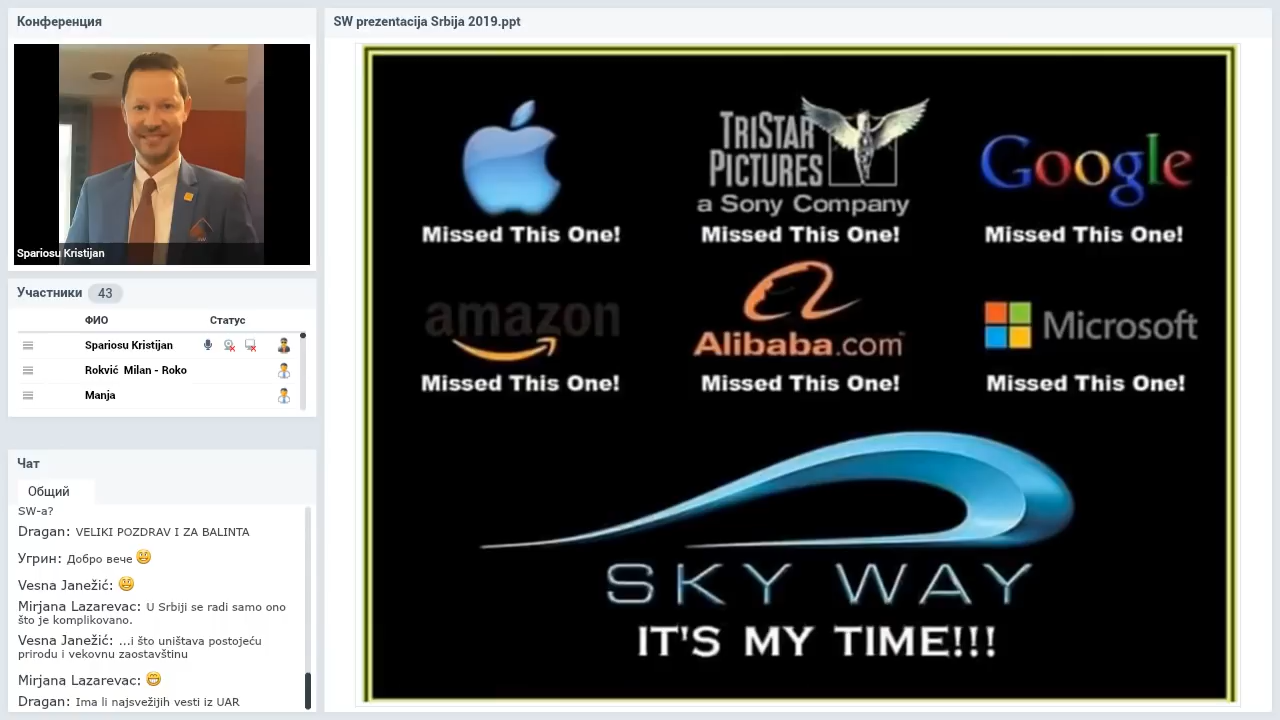 Конференция
Spariosu Kristijan
Участники 43
ФИО Статус
Spariosu Kristijan
Rokvić Milan - Roko
Manja
Чат
Общий
SW-a?
Dragan: VELIKI POZDRAV I ZA BALINTA
Угрин: Добро вече
Vesna Janežić:
Mirjana Lazarevac: U Srbiji se radi samo ono
što je komplikovano.
Vesna Janežić: ...i što uništava postojeću
prirodu i vekovnu zaostavštinu
Mirjana Lazarevac:
Dragan: Ima li najsvežijih vesti iz UAR
SW prezentacija Srbija 2019.ppt
TRISTAR
PICTURES
a Sony Company
Google
Missed This One! Missed This One! Missed This One!
amazon
Alibaba.com
Microsoft
Missed This One! Missed This One! Missed This One!
SKY WAY
IT'S MY TIME!!!